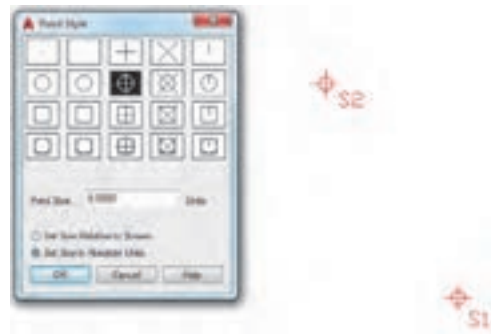 Point Style
S2
Point Size: Units
Set Size Relative to Screen
Set Size in Absolute Units
OK Cancel Help
S1